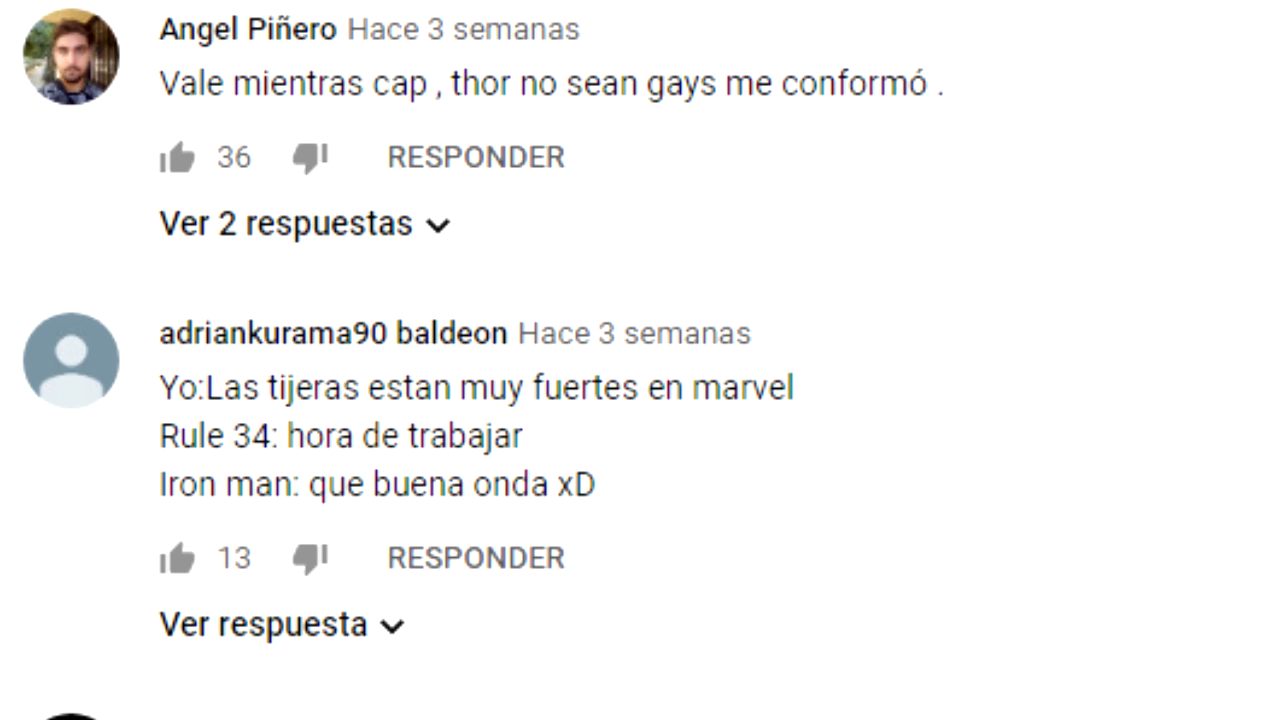 Angel Piñero Hace 3 semanas
Vale mientras cap , thor no sean gays me conformó .
36 RESPONDER
Ver 2 respuestas
adriankurama90 baldeon Hace 3 semanas
Yo:Las tijeras estan muy fuertes en marvel
Rule 34: hora de trabajar
Iron man: que buena onda xD
13 RESPONDER
Ver respuesta